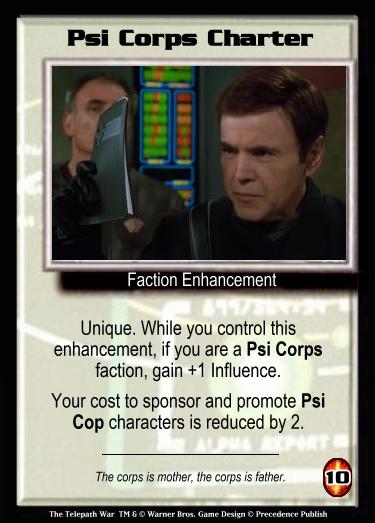 Psi Corps Charter
Faction Enhancement
Unique. While you control this
enhancement, if you are a Psi Corps
faction, gain +1 Influence.
Your cost to sponsor and promote Psi
Cop characters is reduced by 2.
The corps is mother, the corps is father.
10
ALPHA REPORT
The Telepath War TM & © Warner Bros. Game Design © Precedence Publish